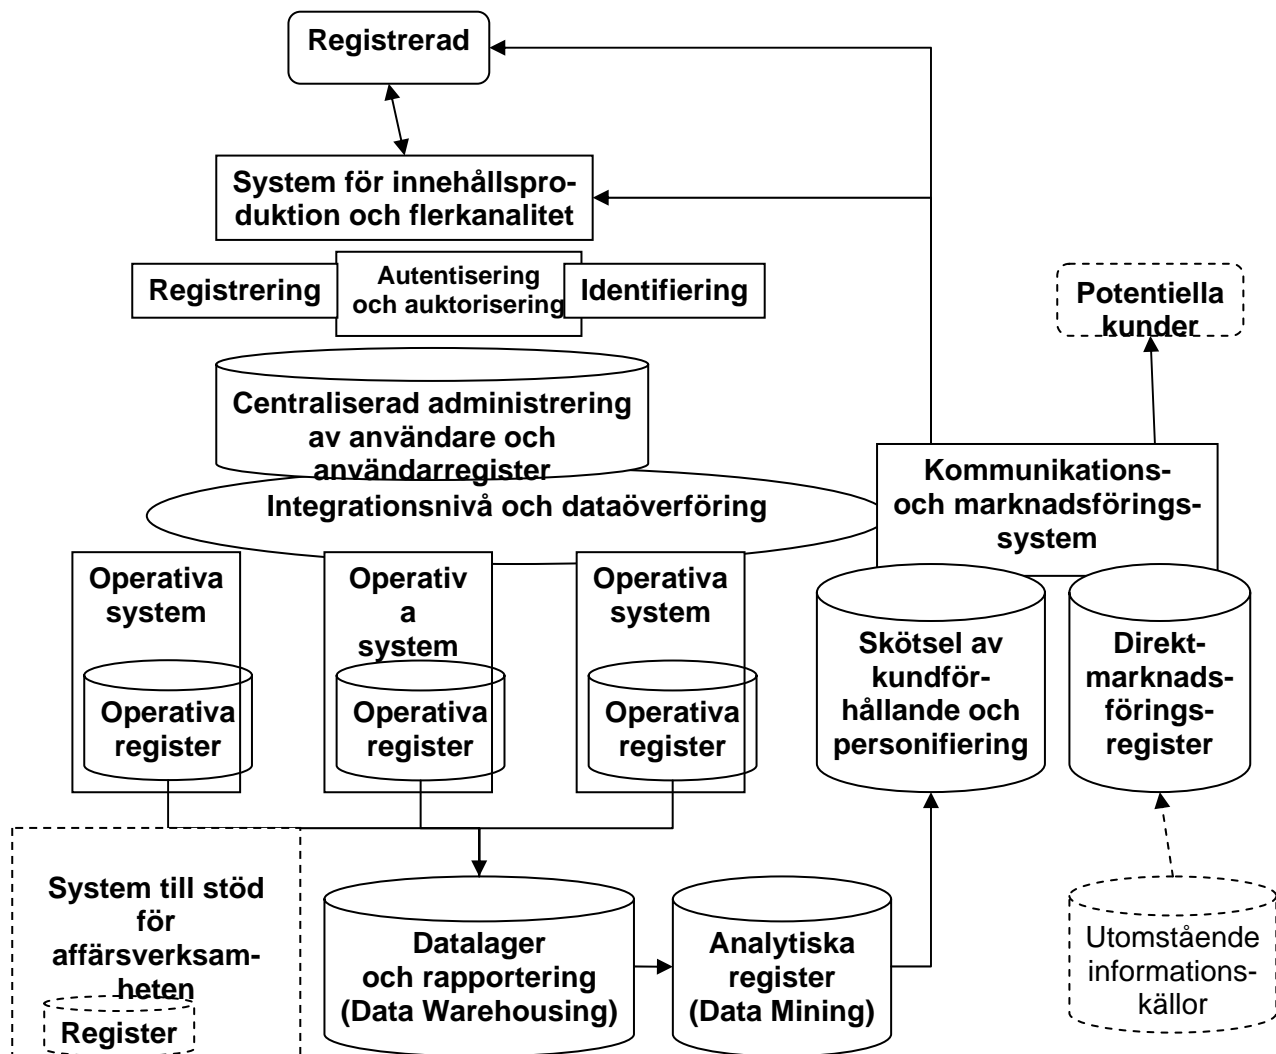 Registrerad
System för innehållspro-
duktion och flerkanalitet
Registrering
Autentisering
och auktorisering
Identifiering
Potentiella
kunder
Centraliserad administrering
av användare och
användarregister
Integrationsnivå och dataöverföring
Kommunikations-
och marknadsförings-
system
Operativa
system
Operativ
a
system
Operativa
system
Operativa
register
Operativa
register
Operativa
register
Skötsel av
kundför-
hållande och
personifiering
Direkt-
marknads-
förings-
register
System till stöd
för
affärsverksam-
heten
Register
Datalager
och rapportering
(Data Warehousing)
Analytiska
register
(Data Mining)
Utomstående
informations-
källor